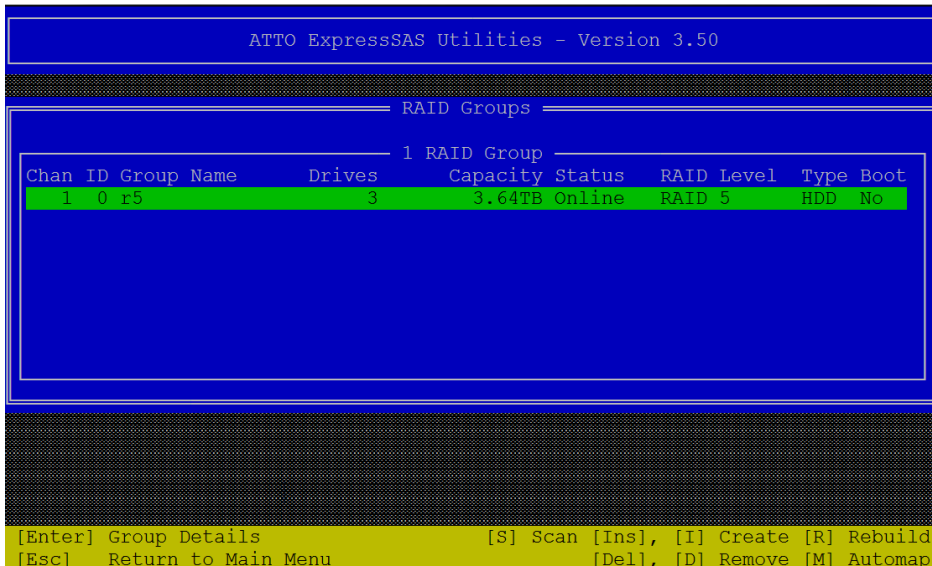 ATTO ExpressSAS Utilities - Version 3.50
RAID Groups
1 RAID Group
Chan ID Group Name Drives Capacity Status RAID Level Type Boot
1 0 r5 3 3.64TB Online RAID 5 HDD No
[Enter] Group Details [S] Scan [Ins], [I] Create [R] Rebuild
[Esc] Return to Main Menu [Del], [D] Remove [M] Automap